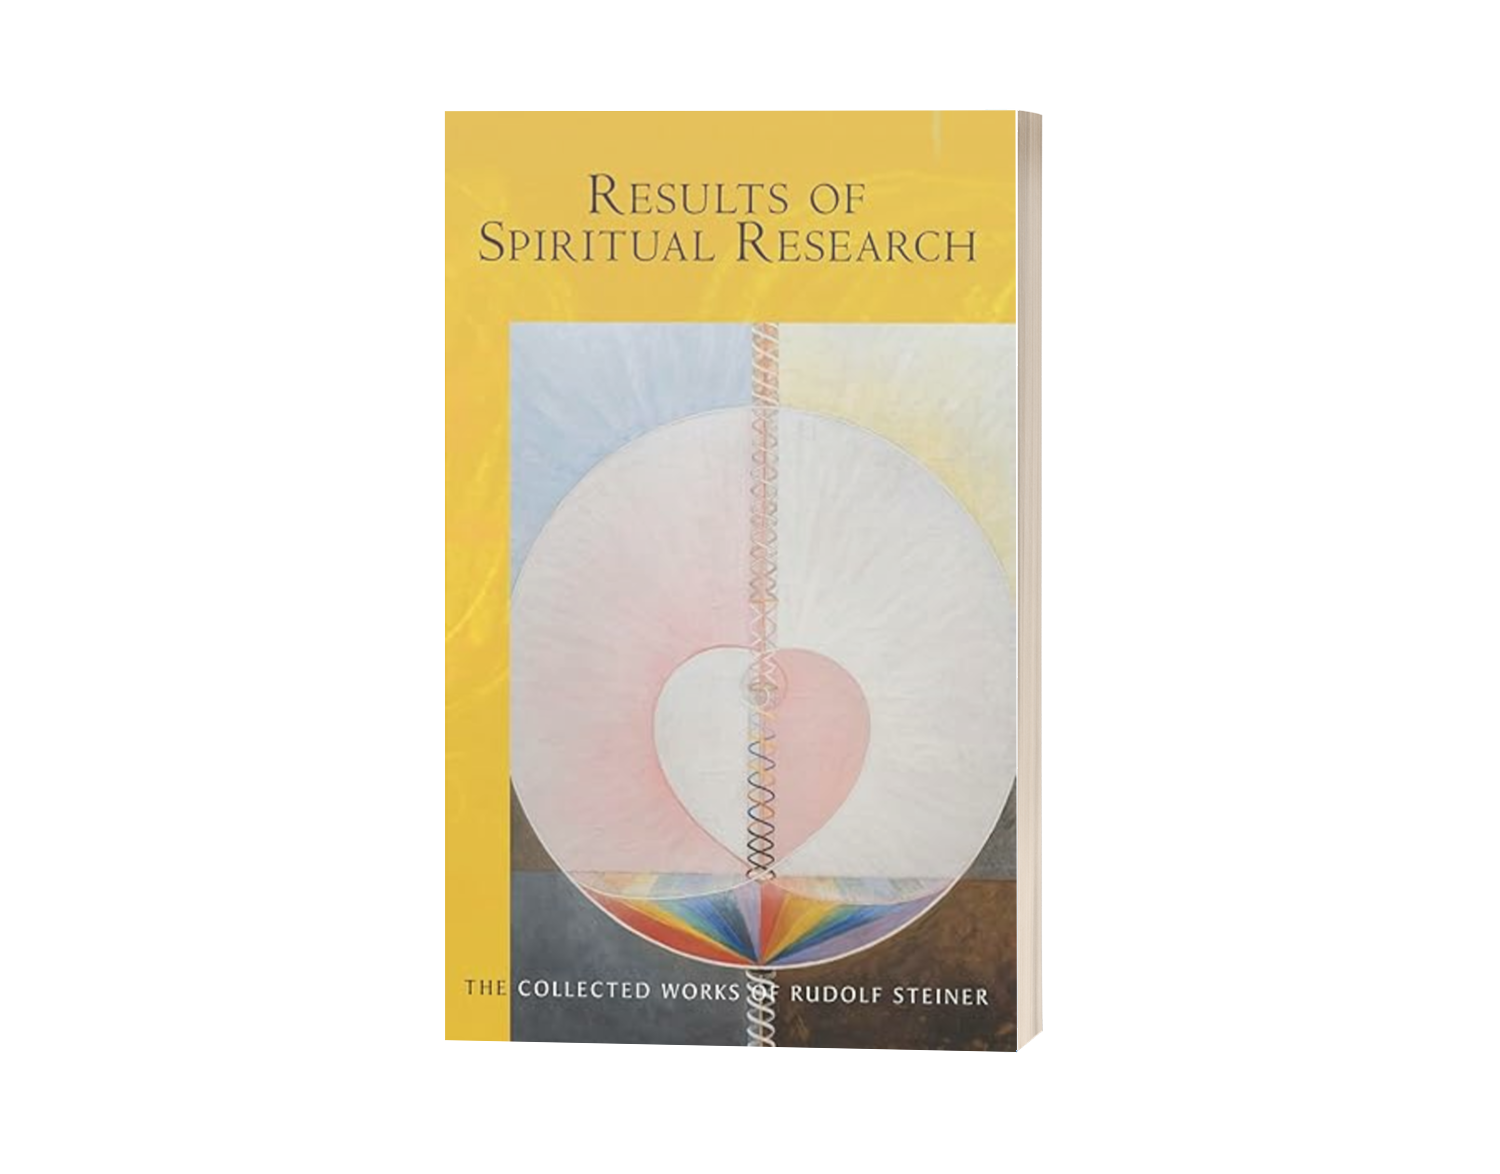 RESULTS OF
SPIRITUAL RESEARCH
THE COLLECTED WORKS OF RUDOLF STEINER